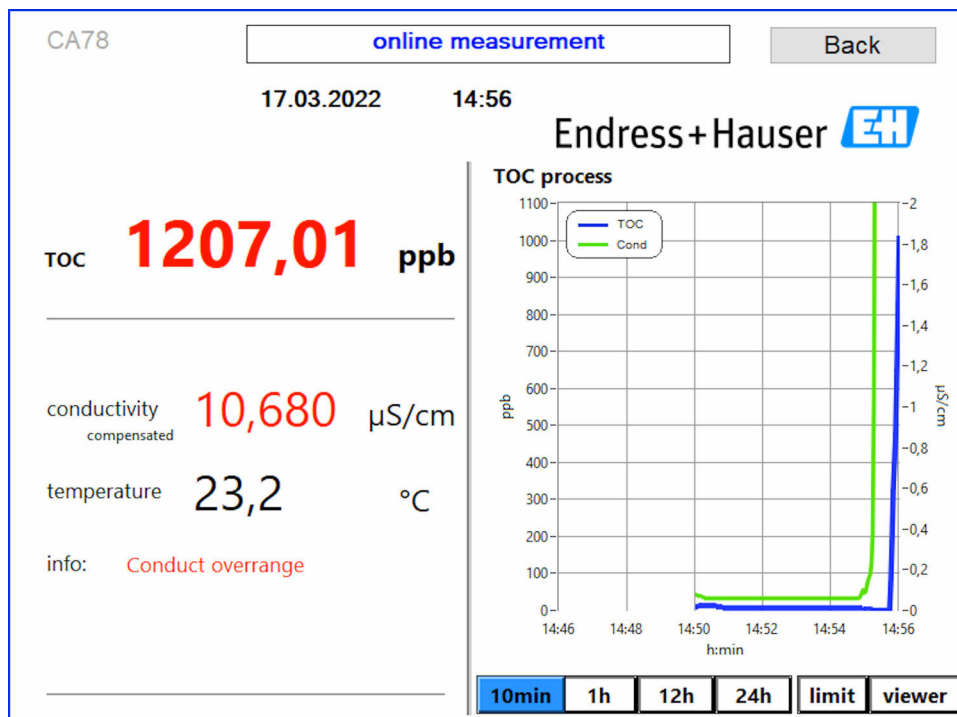 CA78
online measurement
Back
17.03.2022 14:56
Endress+Hauser EH
TOC 1207,01 ppb
conductivity compensated 10,680 µS/cm
temperature 23,2 °C
info: Conduct overrange
TOC process
TOC
Cond
1100
1000
900
800
700
600
500
400
300
200
100
0
ppb
2
1,8
1,6
1,4
1,2
1
0,8
0,6
0,4
0,2
0
µS/cm
14:46 14:48 14:50 14:52 14:54 14:56
h:min
10min 1h 12h 24h limit viewer